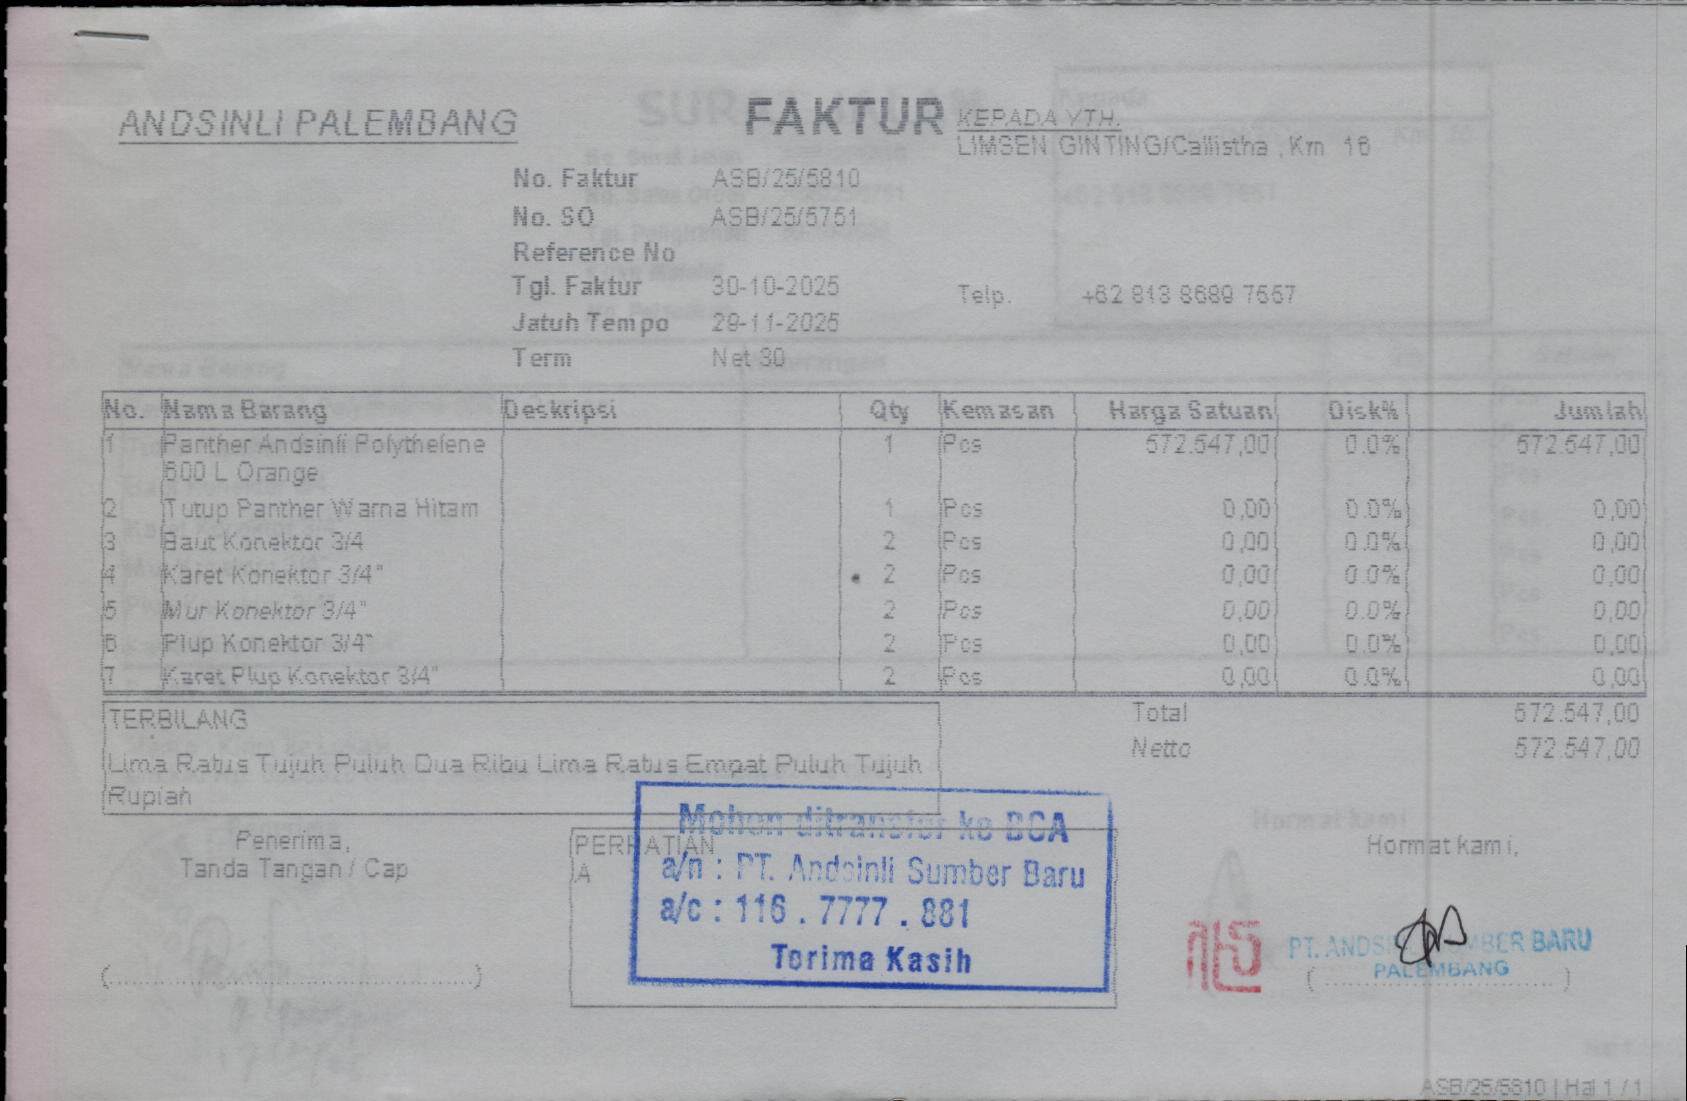 ANDSINLI PALEMBANG
FAKTUR
KEPADA YTH.
LIMSEN GINTING/Callistha , Km 16
No. Faktur ASB/25/5810
No. SO ASB/25/5751
Reference No
Tgl. Faktur 30-10-2025
Telp. +62 813 8689 7557
Jatuh Tempo 29-11-2025
Term Net 30
No. Nama Barang Deskripsi Qty Kemasan Harga Satuan Disk% Jumlah
1 Panther Andsinli Polythelene 1 Pcs 572.547,00 0.0% 572.547,00
500 L Orange
2 Tutup Panther Warna Hitam 1 Pcs 0,00 0.0% 0,00
3 Baut Konektor 3/4 2 Pcs 0,00 0.0% 0,00
4 Karet Konektor 3/4" 2 Pcs 0,00 0.0% 0,00
5 Mur Konektor 3/4" 2 Pcs 0,00 0.0% 0,00
6 Plup Konektor 3/4" 2 Pcs 0,00 0.0% 0,00
7 Karet Plup Konektor 3/4" 2 Pcs 0,00 0.0% 0,00
TERBILANG
Lima Ratus Tujuh Puluh Dua Ribu Lima Ratus Empat Puluh Tujuh
Rupiah
Total 572.547,00
Netto 572.547,00
Penerima,
Tanda Tangan / Cap
PERHATIAN
A
Mohon ditransfer ke BCA
a/n : PT. Andsinli Sumber Baru
a/c : 116 . 7777 . 881
Terima Kasih
Hormat kami,
PT. ANDSINLI SUMBER BARU
PALEMBANG
ASB/25/5810 | Hal 1 / 1